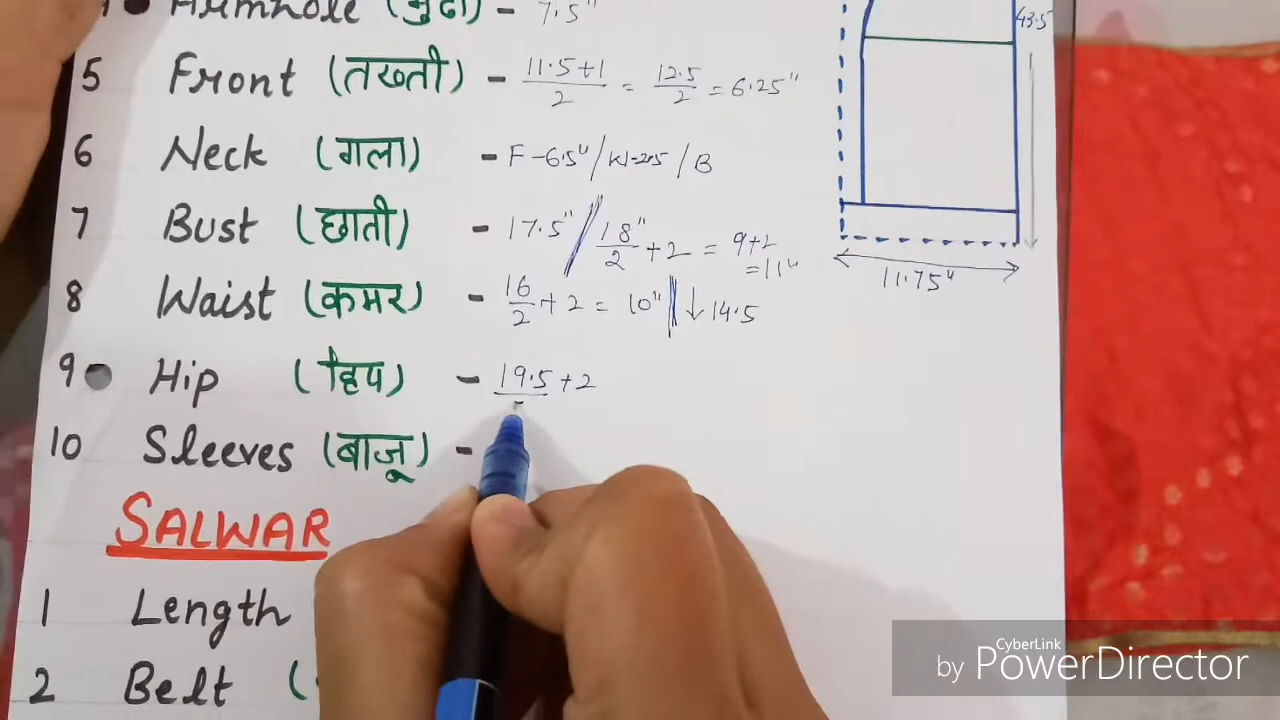 Armhole (मुढा) - 7.5"
43.5
5 Front (तख्ती) - 11.5+1/2 = 12.5/2 = 6.25"
6 Neck (गला) - F-6.5"/W-2.5/B
7 Bust (छाती) - 17.5" // 18"/2 + 2 = 9+2
=11"
11.75"
8 Waist (कमर) - 16/2 + 2 = 10" || ↓ 14.5
9 Hip (हिप) - 19.5 + 2
10 Sleeves (बाजू) -
SALWAR
1 Length
2 Belt (
by CyberLink PowerDirector